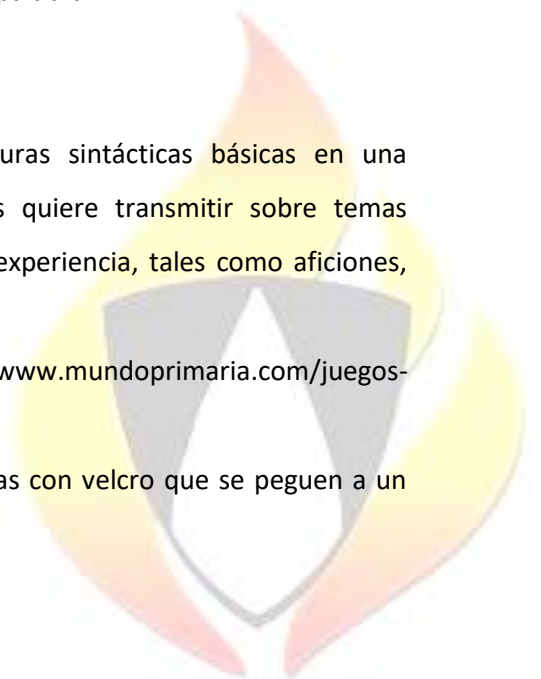 uras sintácticas básicas en una
s quiere transmitir sobre temas
experiencia, tales como aficiones,
www.mundoprimaria.com/juegos-
as con velcro que se peguen a un